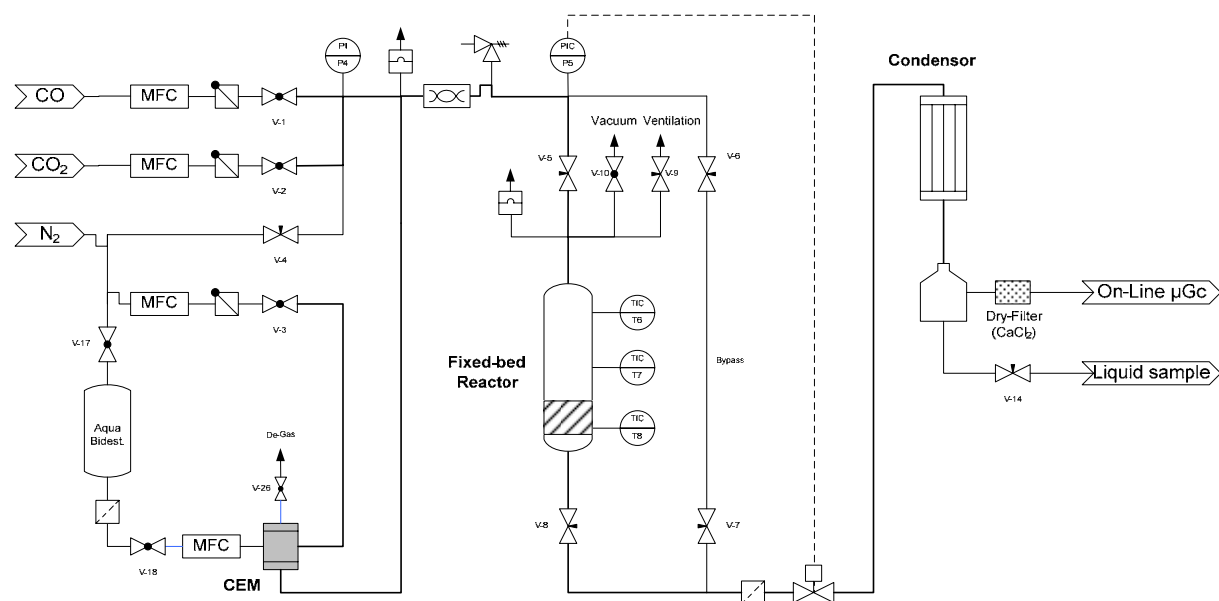 PI
P4
PIC
P5
Condensor
CO
MFC
V-1
Vacuum Ventilation
CO₂
MFC
V-2
V-5
V-10
V-9
V-6
N₂
V-4
MFC
V-3
On-Line µGc
Dry-Filter
(CaCl₂)
TIC
T6
V-17
Fixed-bed
Reactor
TIC
T7
Bypass
Liquid sample
V-14
Aqua
Bidest.
TIC
T8
De-Gas
V-26
V-8
V-7
MFC
V-18
CEM